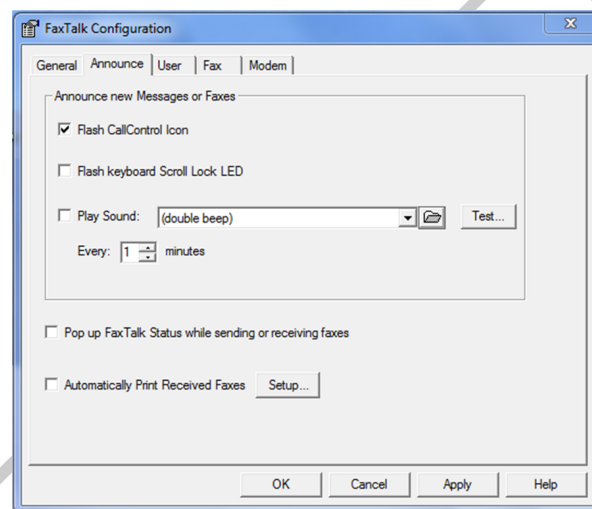 FaxTalk Configuration
General Announce User Fax Modem
Announce new Messages or Faxes
Flash CallControl Icon
Flash keyboard Scroll Lock LED
Play Sound: (double beep) Test...
Every: 1 minutes
Pop up FaxTalk Status while sending or receiving faxes
Automatically Print Received Faxes Setup...
OK Cancel Apply Help